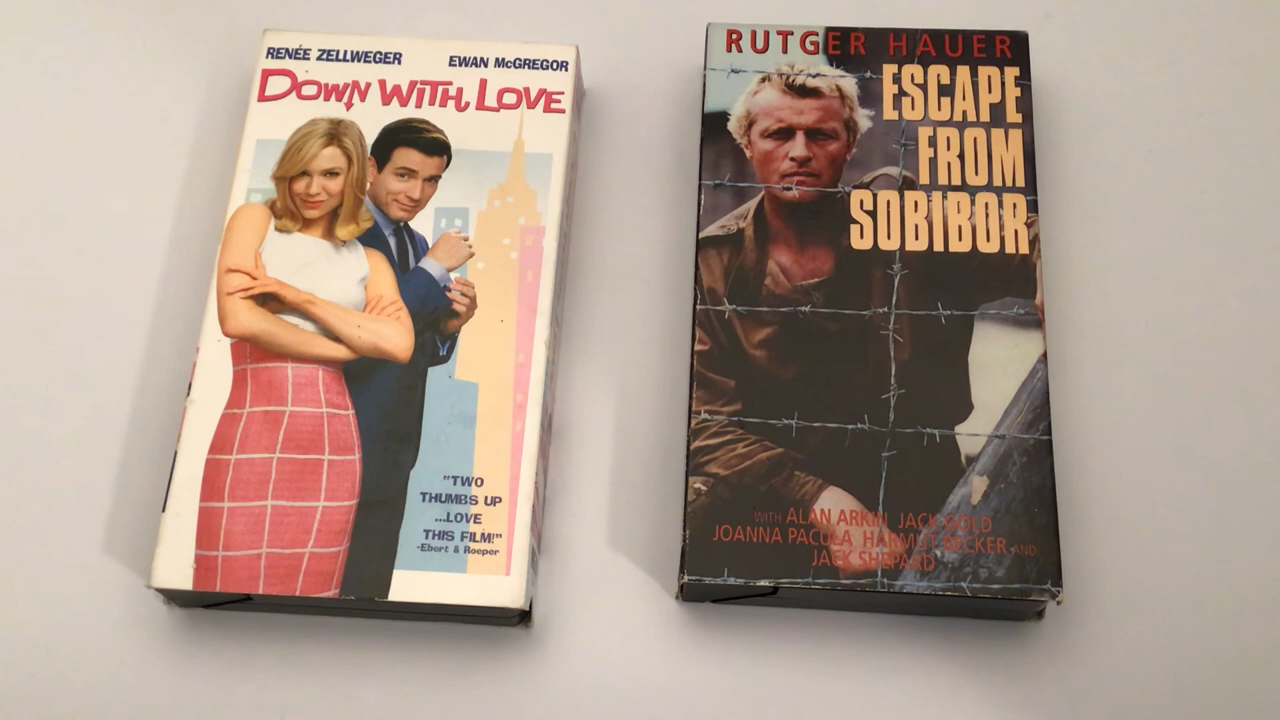 RENÉE ZELLWEGER EWAN McGREGOR
DOWN WITH LOVE
"TWO
THUMBS UP
...LOVE
THIS FILM!"
-Ebert & Roeper
RUTGER HAUER
ESCAPE
FROM
SOBIBOR
WITH ALAN ARKIN JACK GOLD
JOANNA PACULA HARMUT BECKER AND
JACK SHEPARD